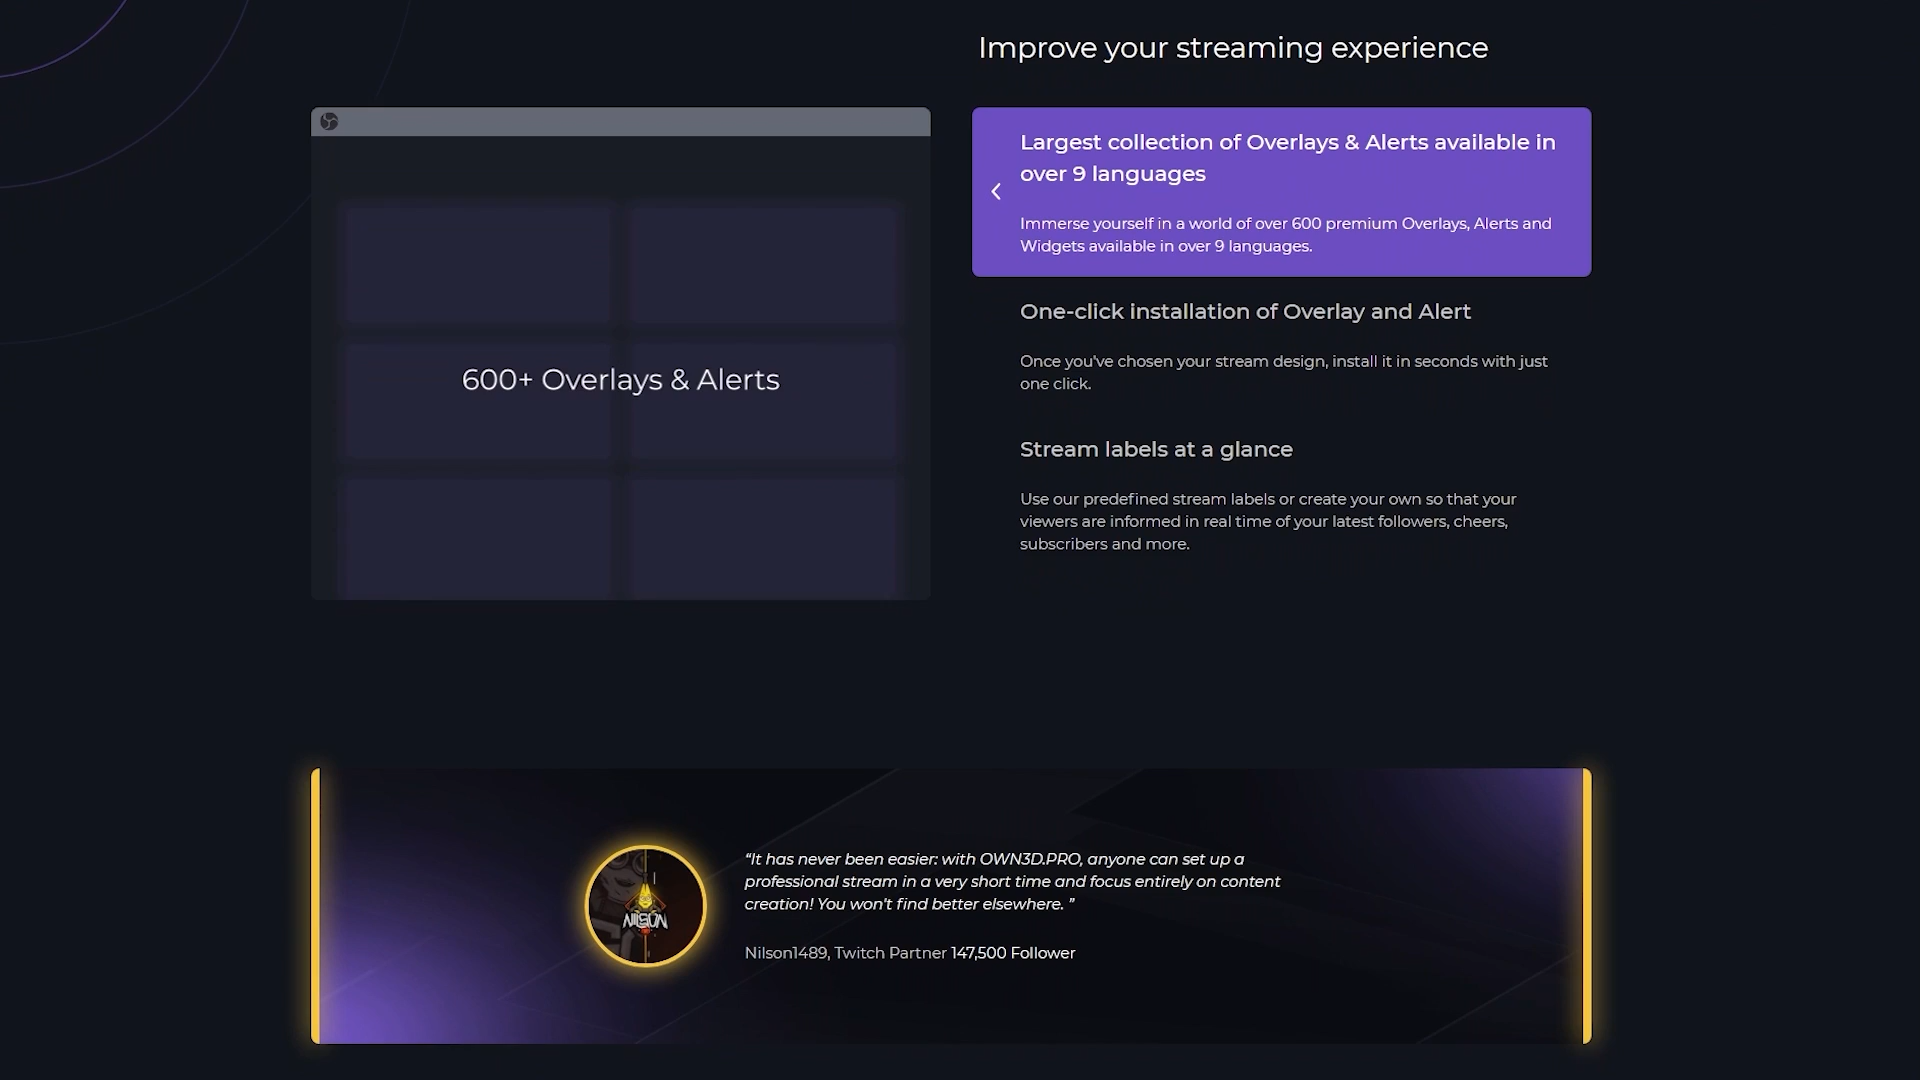 Improve your streaming experience
Largest collection of Overlays & Alerts available in
over 9 languages
Immerse yourself in a world of over 600 premium Overlays, Alerts and
Widgets available in over 9 languages.
600+ Overlays & Alerts
One-click installation of Overlay and Alert
Once you've chosen your stream design, install it in seconds with just
one click.
Stream labels at a glance
Use our predefined stream labels or create your own so that your
viewers are informed in real time of your latest followers, cheers,
subscribers and more.
“It has never been easier: with OWN3D.PRO, anyone can set up a
professional stream in a very short time and focus entirely on content
creation! You won't find better elsewhere. ”
NILSON
Nilson1489, Twitch Partner 147,500 Follower